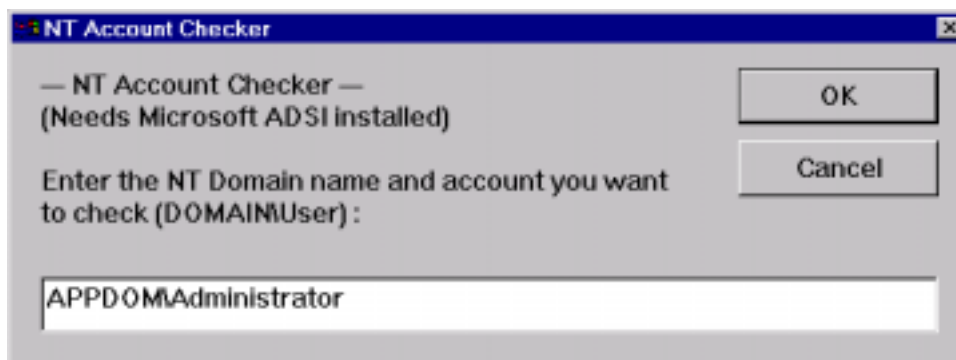 NT Account Checker
— NT Account Checker —
(Needs Microsoft ADSI installed)
OK
Cancel
Enter the NT Domain name and account you want
to check (DOMAIN\User) :
APPDOM\Administrator